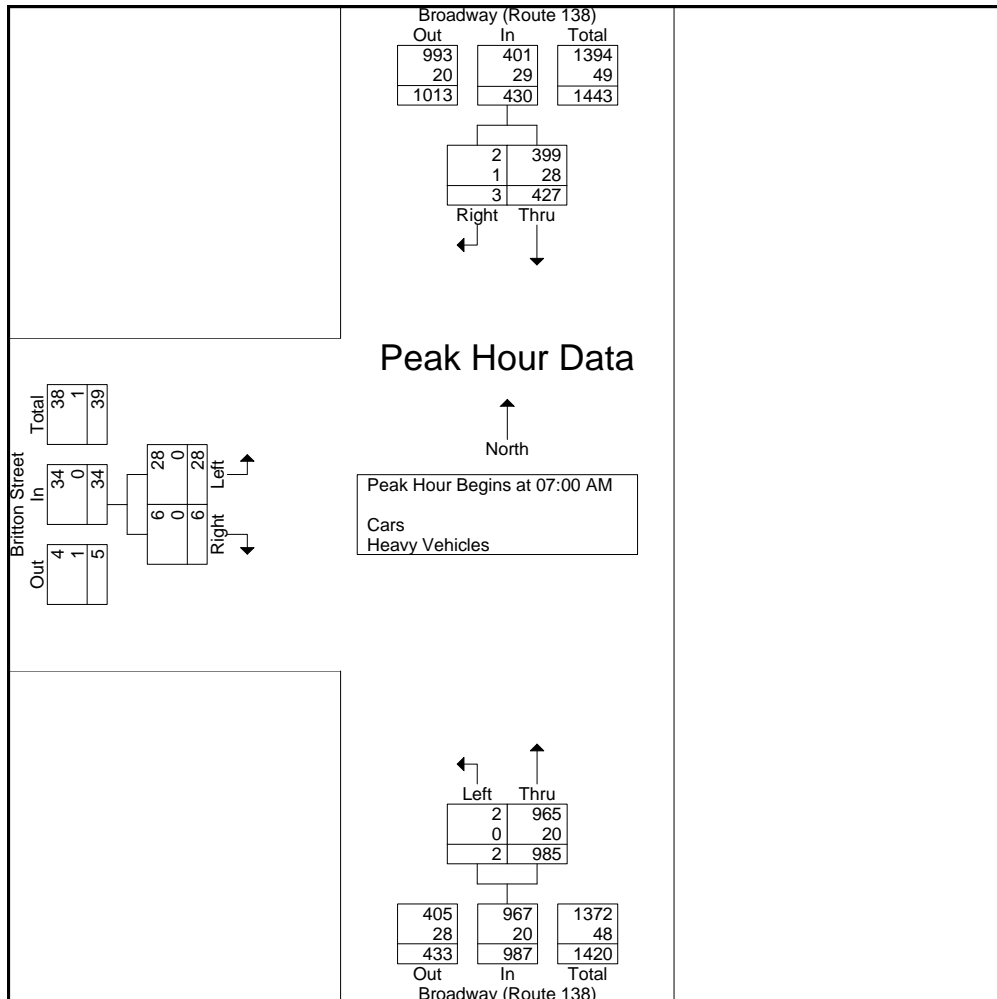 Broadway (Route 138)
Out In Total
993 401 1394
20 29 49
1013 430 1443
2 399
1 28
3 427
Right Thru
Peak Hour Data
North
Peak Hour Begins at 07:00 AM
Cars
Heavy Vehicles
Britton Street
Out In Total
4 34 38
1 0 1
5 34 39
Right Left
6 28
0 0
6 28
Left Thru
2 965
0 20
2 985
405 967 1372
28 20 48
433 987 1420
Out In Total
Broadway (Route 138)